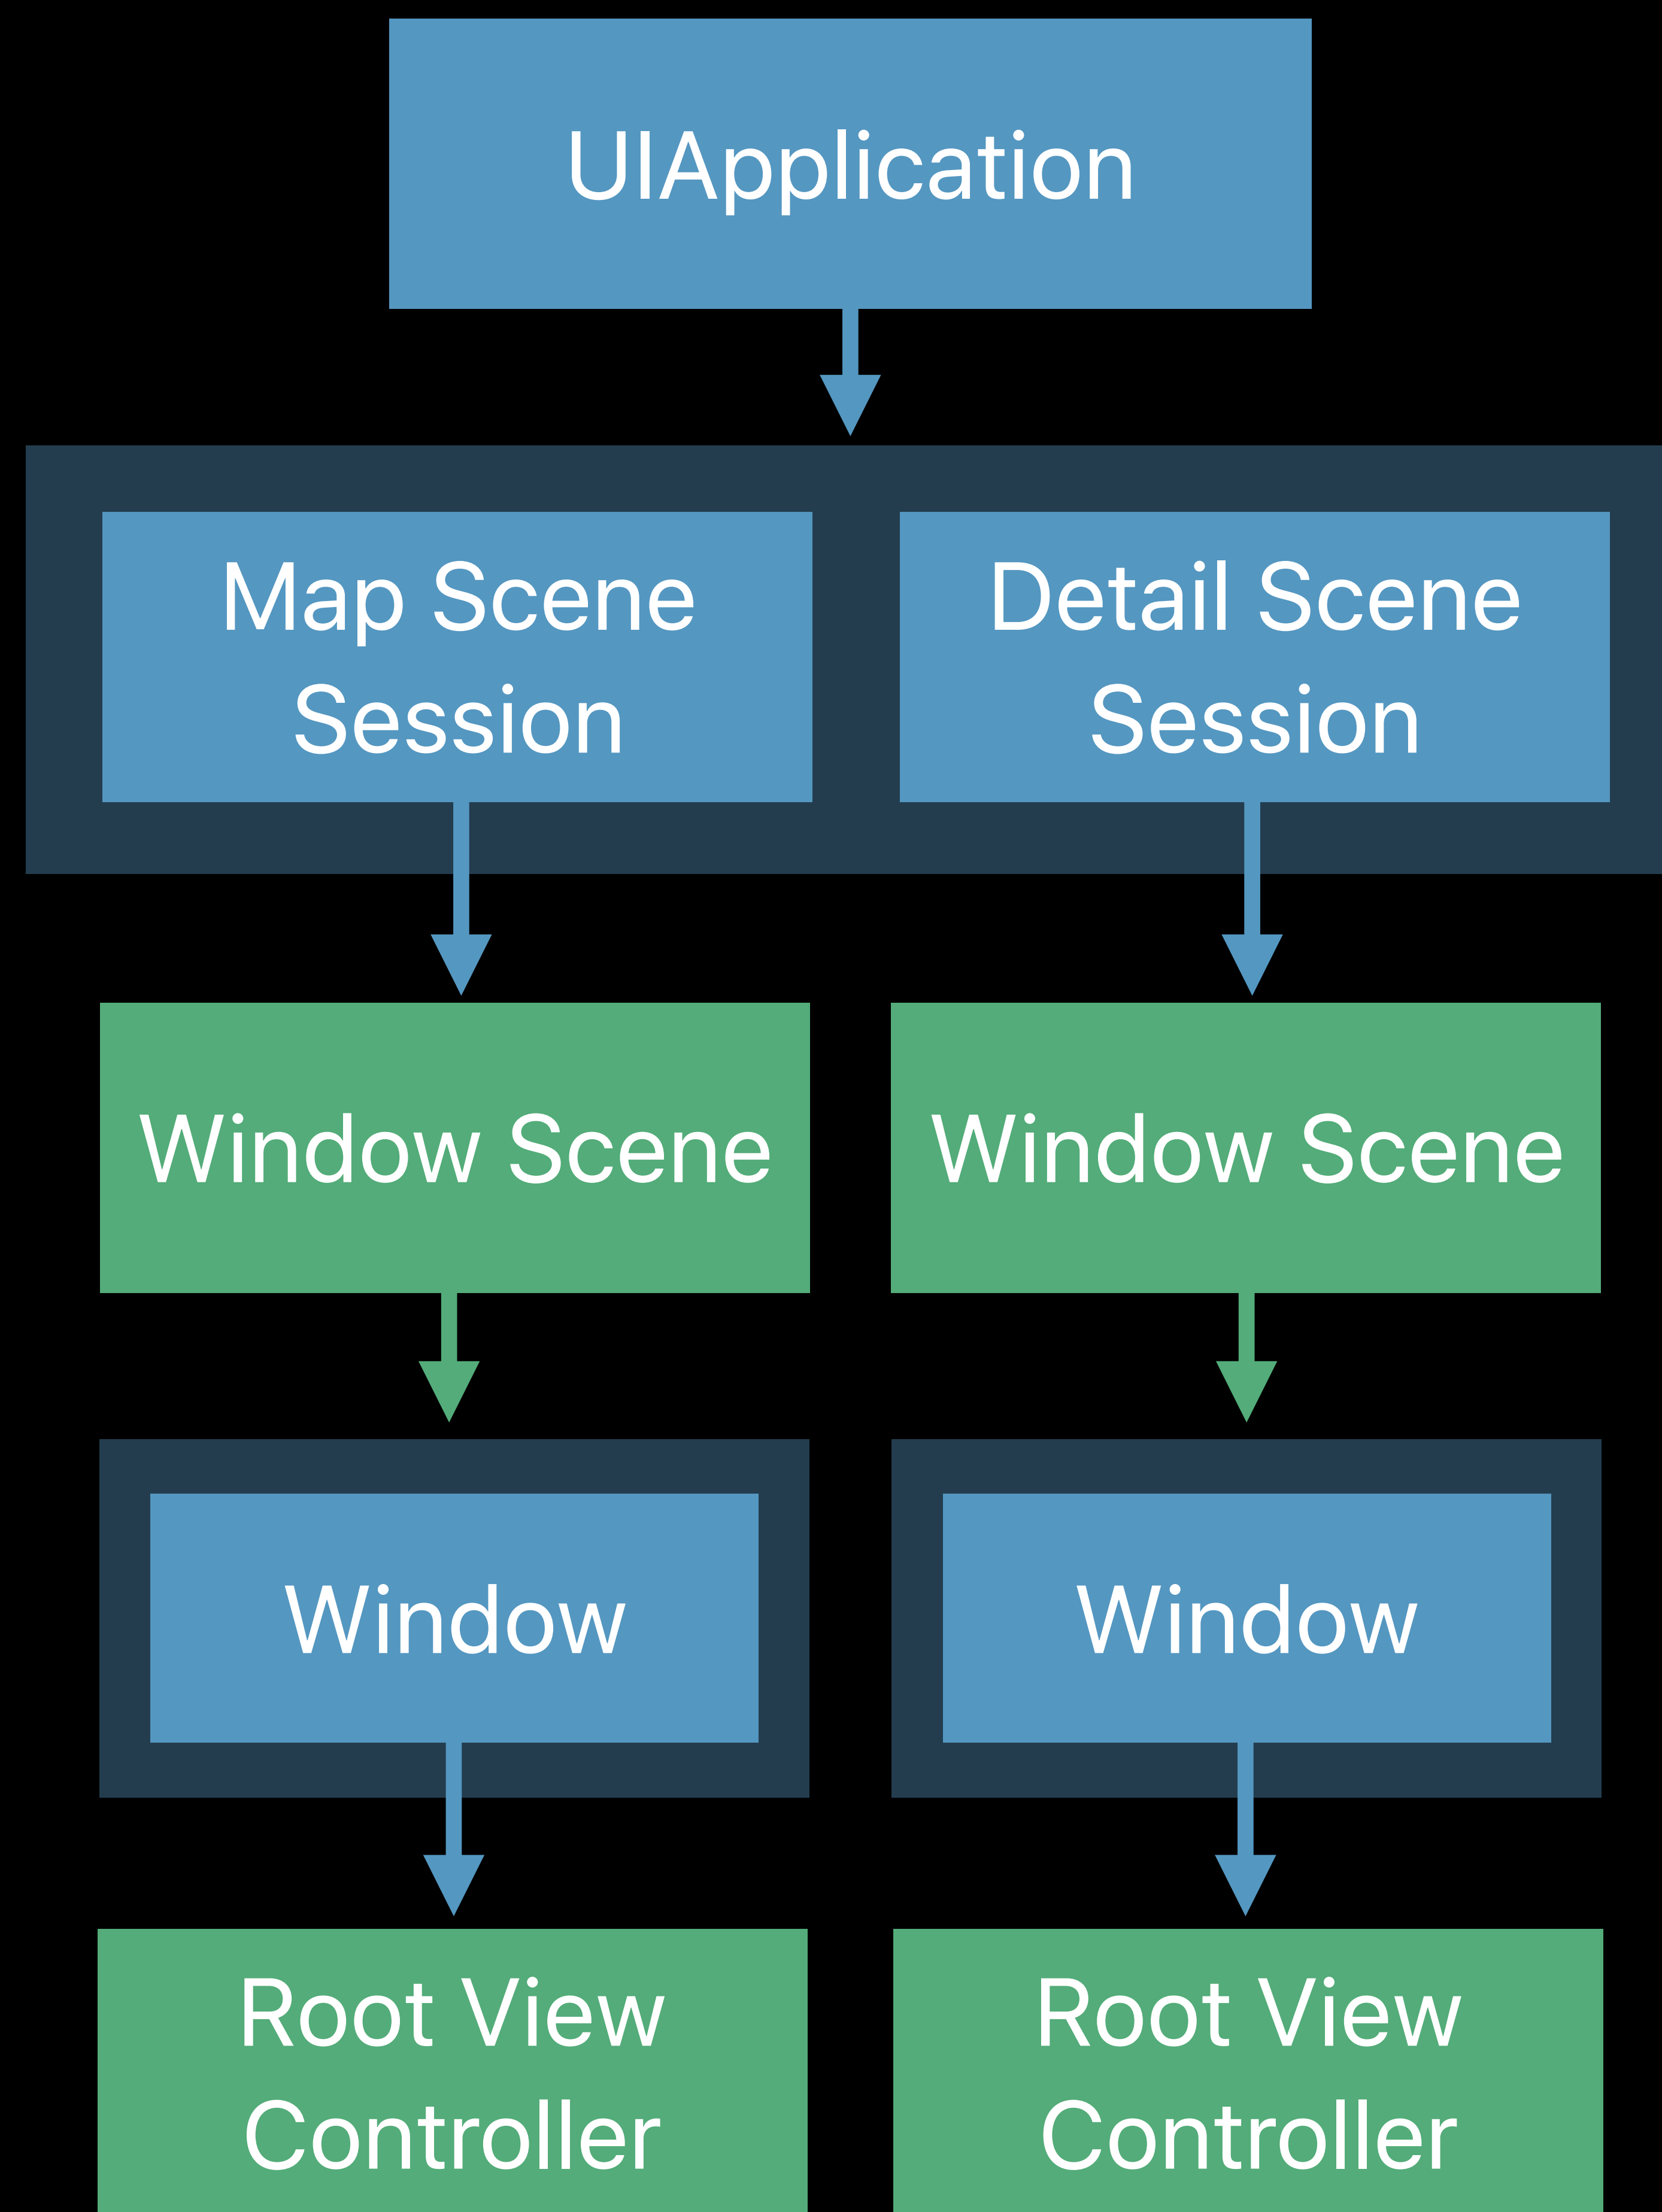 UIApplication
Map Scene
Session
Detail Scene
Session
Window Scene
Window Scene
Window
Window
Root View
Controller
Root View
Controller